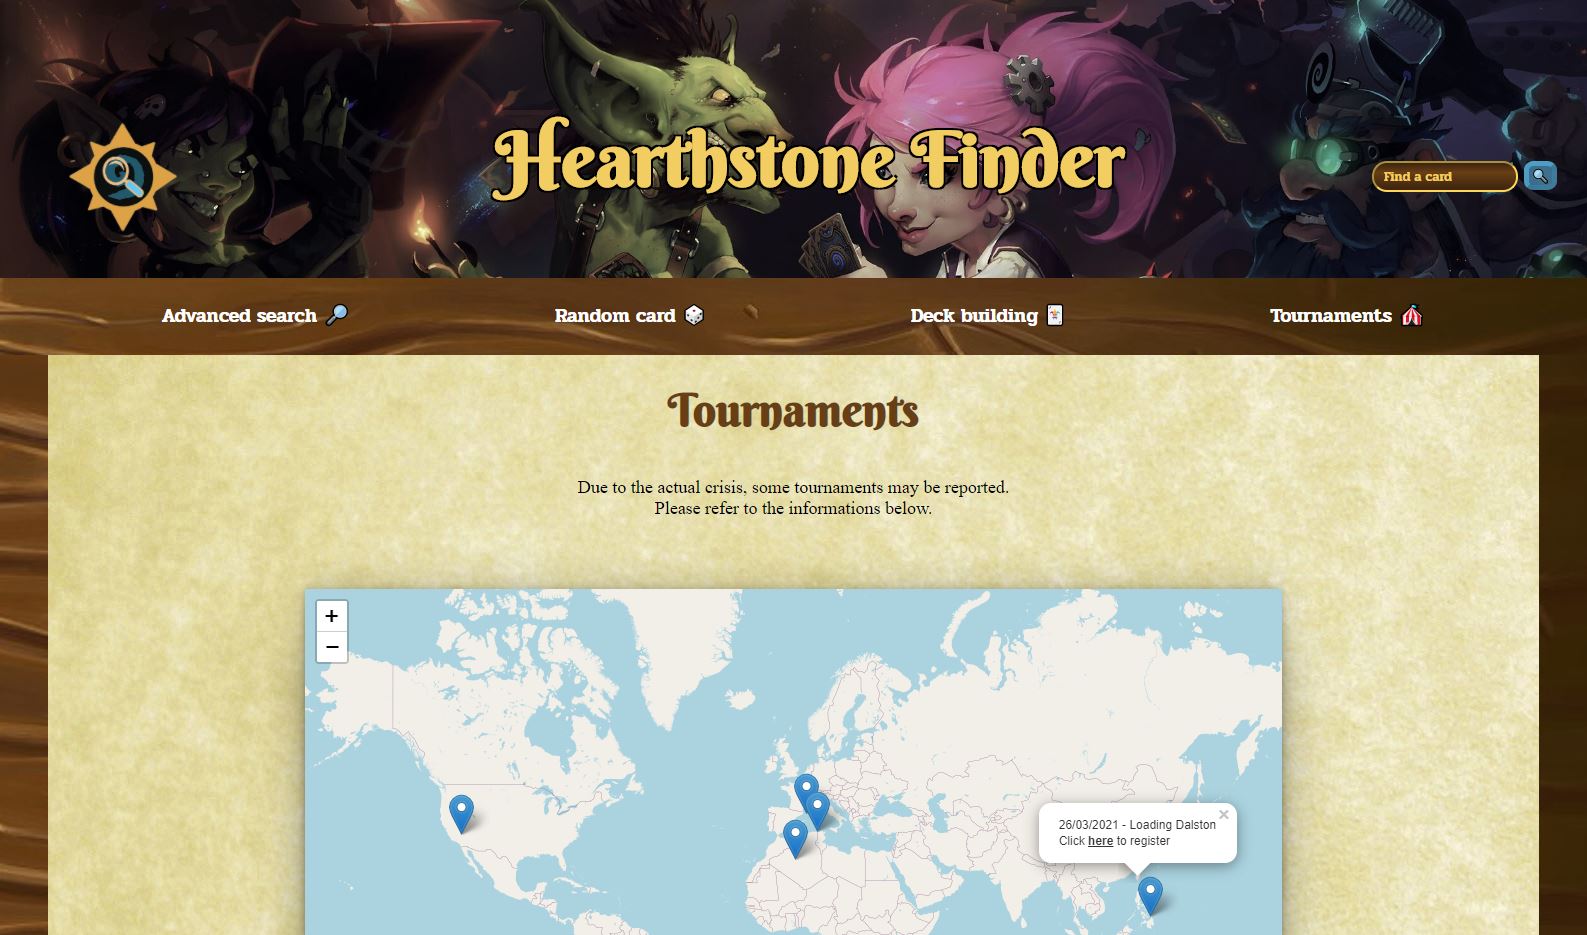 Hearthstone Finder
Find a card
Advanced search
Random card
Deck building
Tournaments
Tournaments
Due to the actual crisis, some tournaments may be reported.
Please refer to the informations below.
+
−
26/03/2021 - Loading Dalston
Click here to register
×